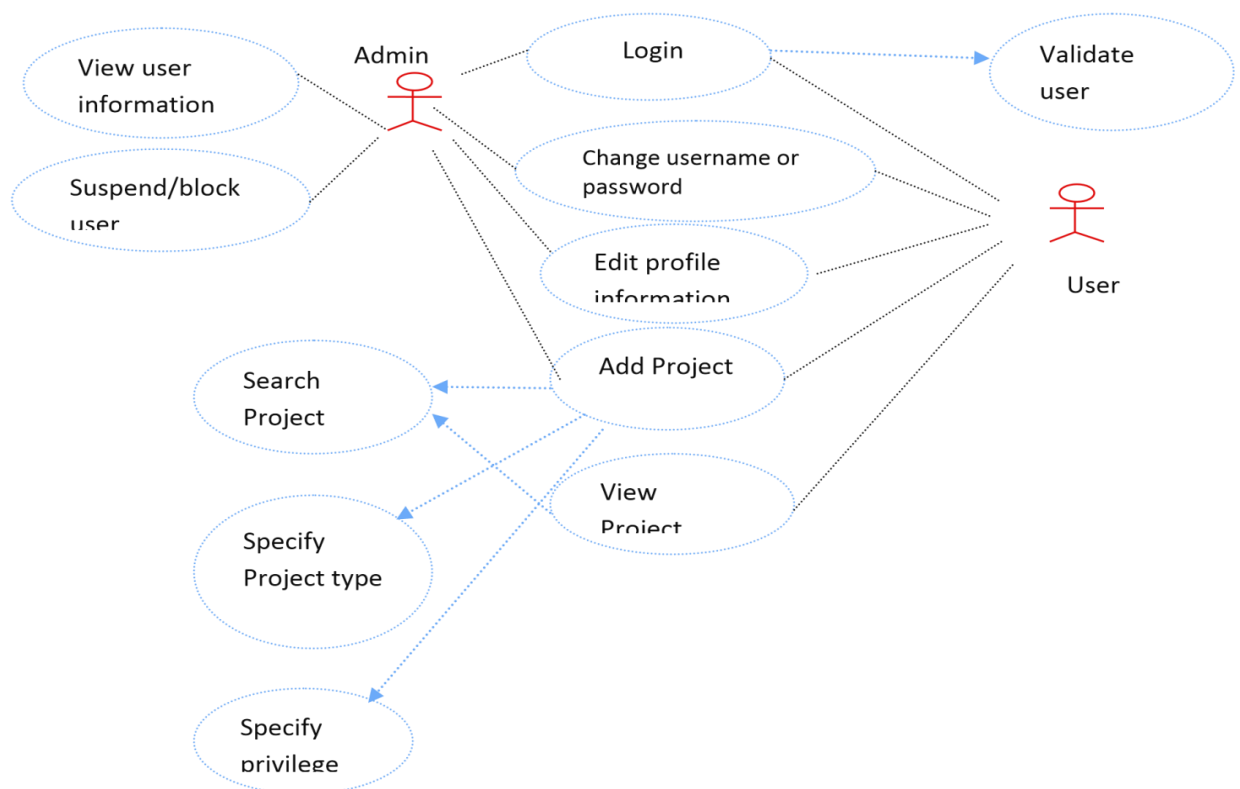 Admin
View user
information
Login
Validate
user
Suspend/block
user
Change username or
password
User
Edit profile
information
Add Project
Search
Project
View
Project
Specify
Project type
Specify
privilege